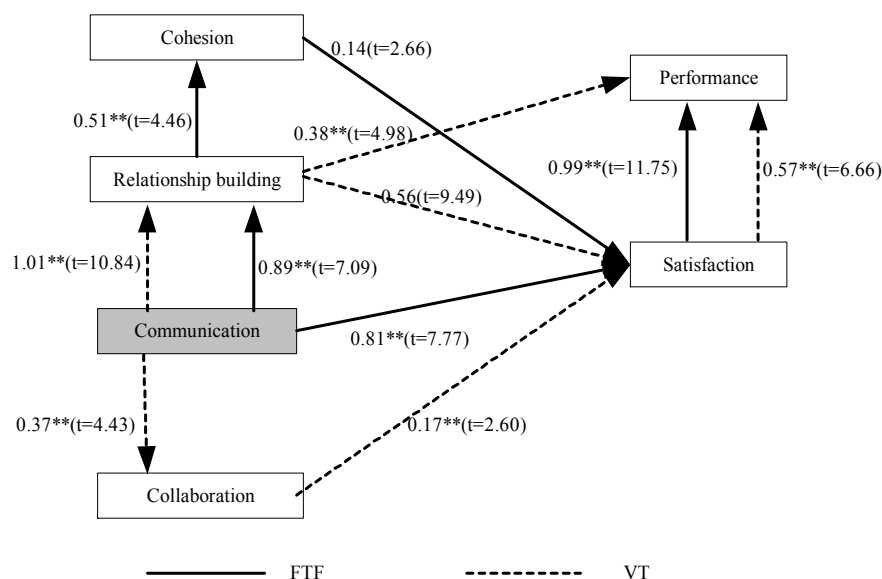 Cohesion
0.14(t=2.66)
Performance
0.51**(t=4.46)
0.38**(t=4.98)
Relationship building
0.99**(t=11.75)
0.57**(t=6.66)
0.56(t=9.49)
1.01**(t=10.84)
0.89**(t=7.09)
Satisfaction
Communication
0.81**(t=7.77)
0.37**(t=4.43)
0.17**(t=2.60)
Collaboration
FTF
VT